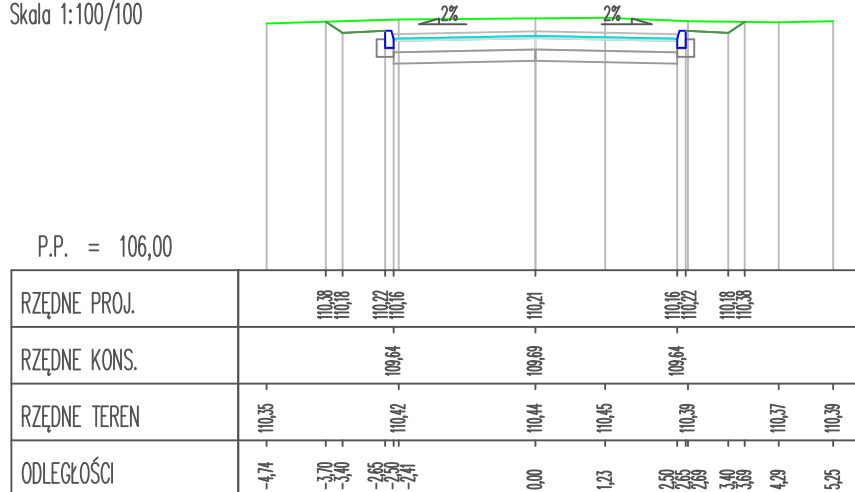 Skala 1:100/100
2% 2%
P.P. = 106,00
RZĘDNE PROJ. 110,38 110,18 110,22 110,16 110,21 110,16 110,22 110,18 110,38
RZĘDNE KONS. 109,64 109,69 109,64
RZĘDNE TEREN 110,35 110,42 110,44 110,45 110,39 110,37 110,39
ODLEGŁOŚCI -4,74 -3,70 -3,40 -2,65 -2,50 -2,41 0,00 1,23 2,50 2,65 2,69 3,40 3,69 4,29 5,25